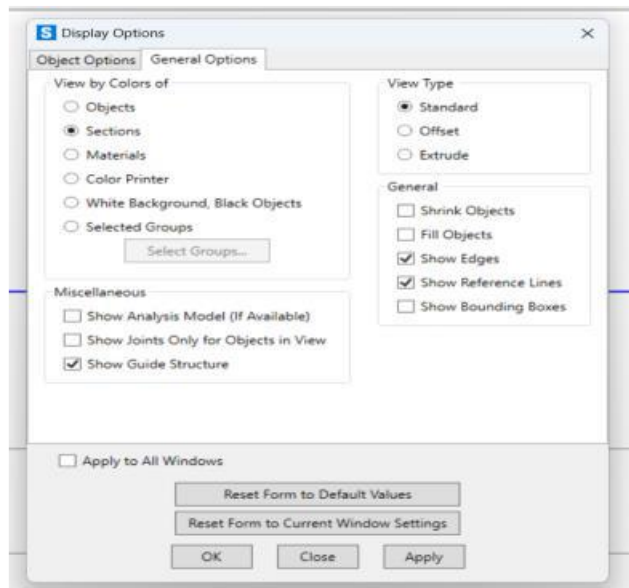 S Display Options
Object Options General Options
View by Colors of
Objects
Sections
Materials
Color Printer
White Background, Black Objects
Selected Groups
Select Groups...
Miscellaneous
Show Analysis Model (If Available)
Show Joints Only for Objects in View
Show Guide Structure
View Type
Standard
Offset
Extrude
General
Shrink Objects
Fill Objects
Show Edges
Show Reference Lines
Show Bounding Boxes
Apply to All Windows
Reset Form to Default Values
Reset Form to Current Window Settings
OK Close Apply